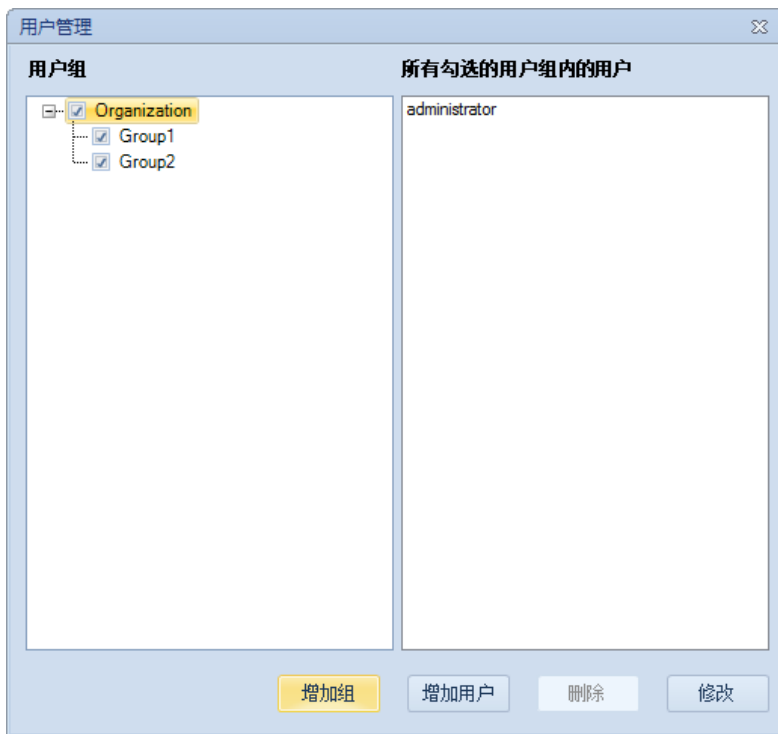 用户管理
用户组
所有勾选的用户组内的用户
Organization
Group1
Group2
administrator
增加组
增加用户
删除
修改